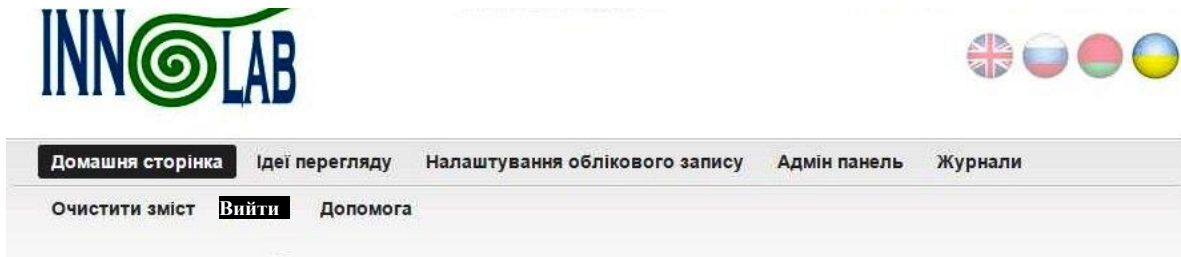 INNOLAB
Домашня сторінка Ідеї перегляду Налаштування облікового запису Адмін панель Журнали
Очистити зміст Вийти Допомога